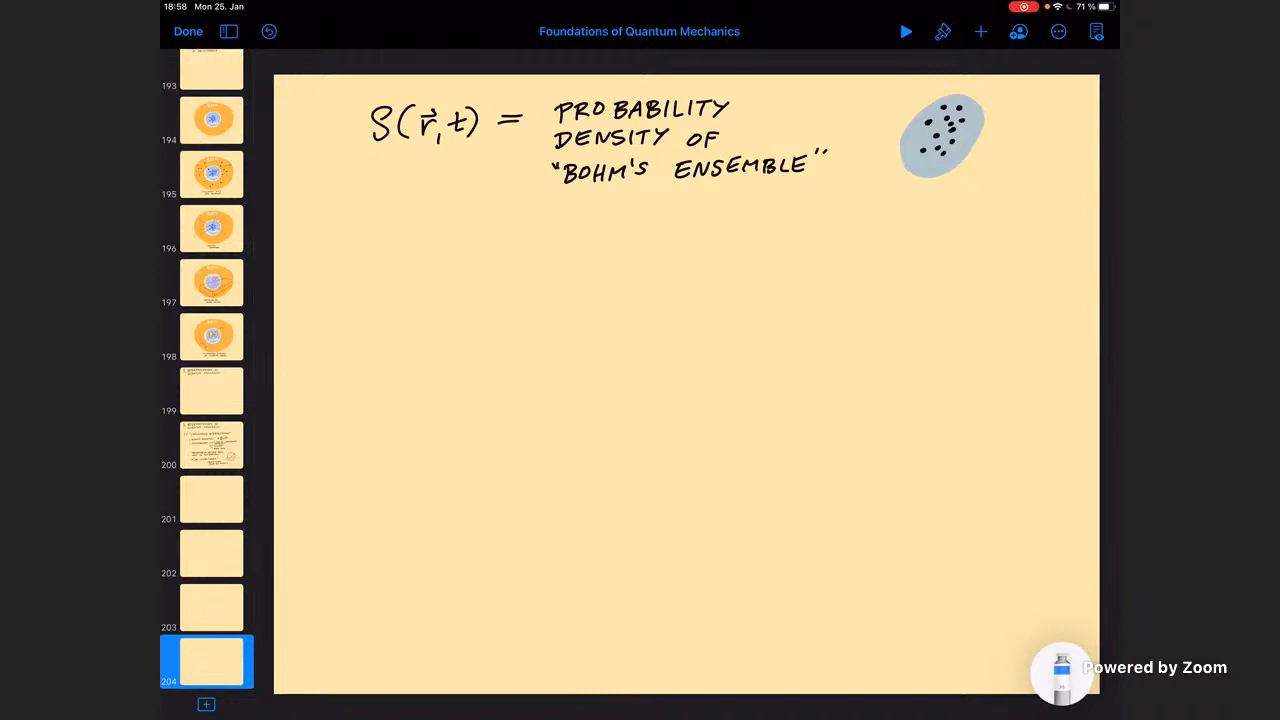 18:58 Mon 25. Jan
71 %
Done
Foundations of Quantum Mechanics
193
194
195
196
197
198
199
200
201
202
203
204
ρ(r⃗,t) = PROBABILITY
DENSITY OF
"BOHM'S ENSEMBLE"
Powered by Zoom